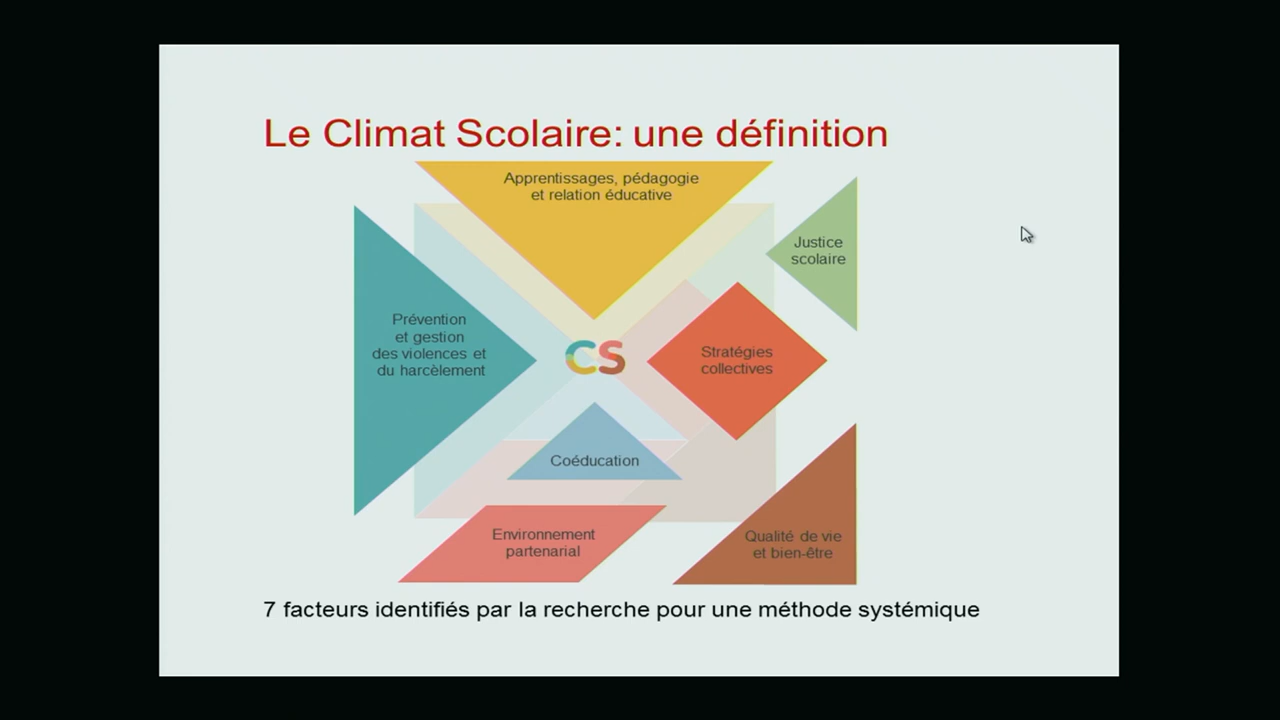 Le Climat Scolaire: une définition
Apprentissages, pédagogie
et relation éducative
Justice
scolaire
Prévention
et gestion
des violences et
du harcèlement
CS
Stratégies
collectives
Coéducation
Environnement
partenarial
Qualité de vie
et bien-être
7 facteurs identifiés par la recherche pour une méthode systémique